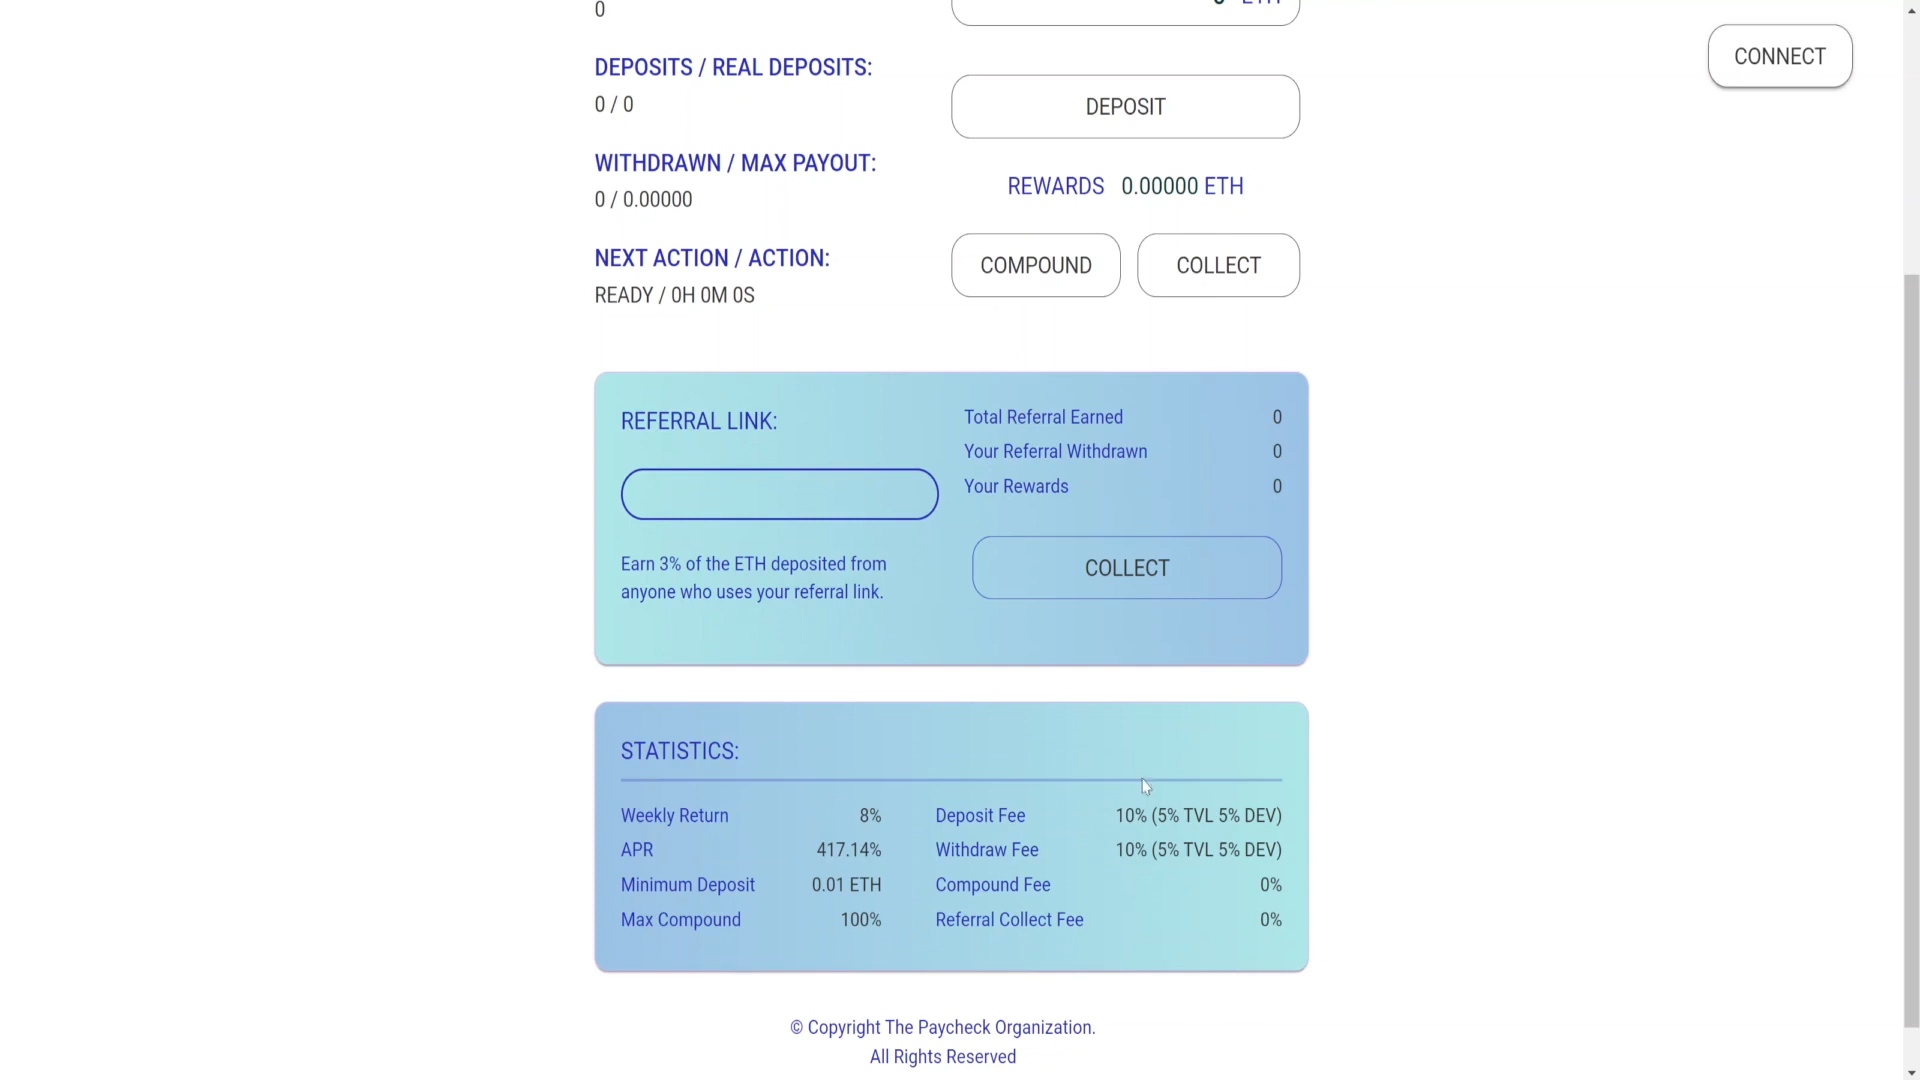 0
ETH
CONNECT
DEPOSITS / REAL DEPOSITS:
0 / 0
DEPOSIT
WITHDRAWN / MAX PAYOUT:
0 / 0.00000
REWARDS 0.00000 ETH
NEXT ACTION / ACTION:
READY / 0H 0M 0S
COMPOUND
COLLECT
REFERRAL LINK:
Earn 3% of the ETH deposited from
anyone who uses your referral link.
Total Referral Earned 0
Your Referral Withdrawn 0
Your Rewards 0
COLLECT
STATISTICS:
Weekly Return 8%
APR 417.14%
Minimum Deposit 0.01 ETH
Max Compound 100%
Deposit Fee 10% (5% TVL 5% DEV)
Withdraw Fee 10% (5% TVL 5% DEV)
Compound Fee 0%
Referral Collect Fee 0%
© Copyright The Paycheck Organization.
All Rights Reserved